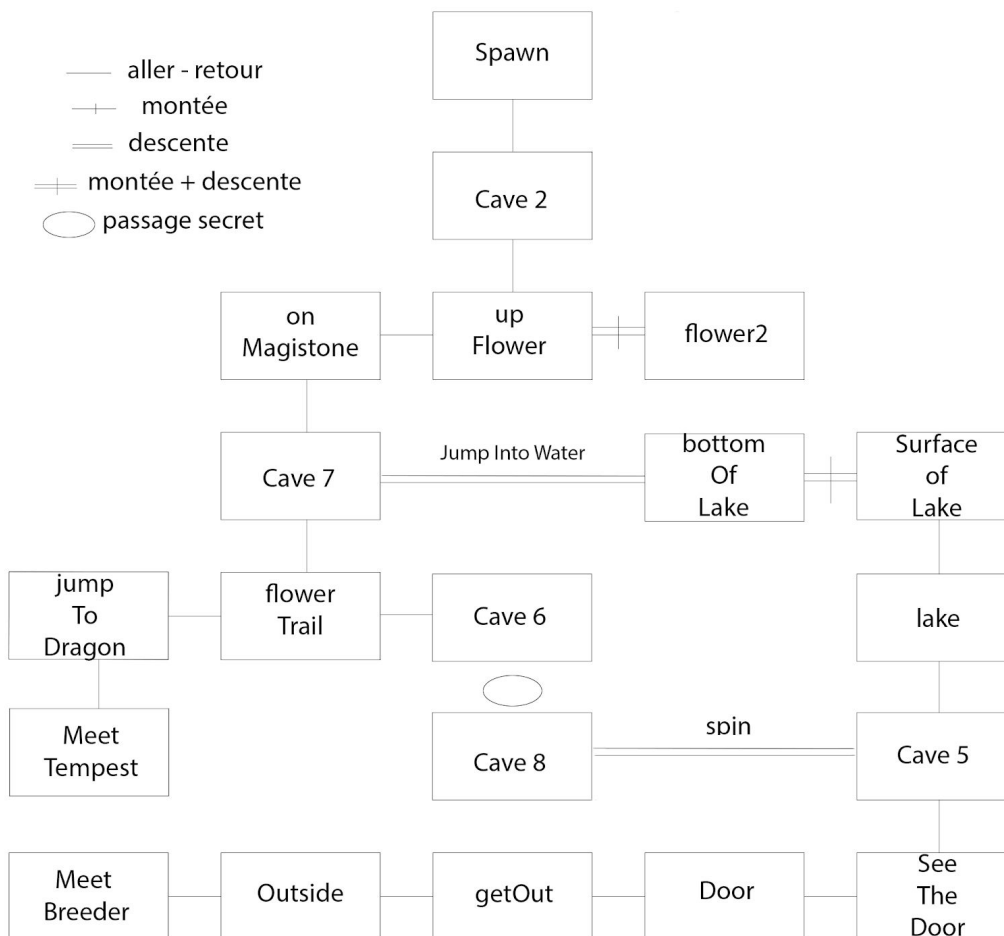 Spawn
aller - retour
montée
descente
montée + descente
passage secret
Cave 2
on
Magistone
up
Flower
flower2
Cave 7
Jump Into Water
bottom
Of
Lake
Surface
of
Lake
jump
To
Dragon
flower
Trail
Cave 6
lake
Meet
Tempest
Cave 8
spin
Cave 5
Meet
Breeder
Outside
getOut
Door
See
The
Door